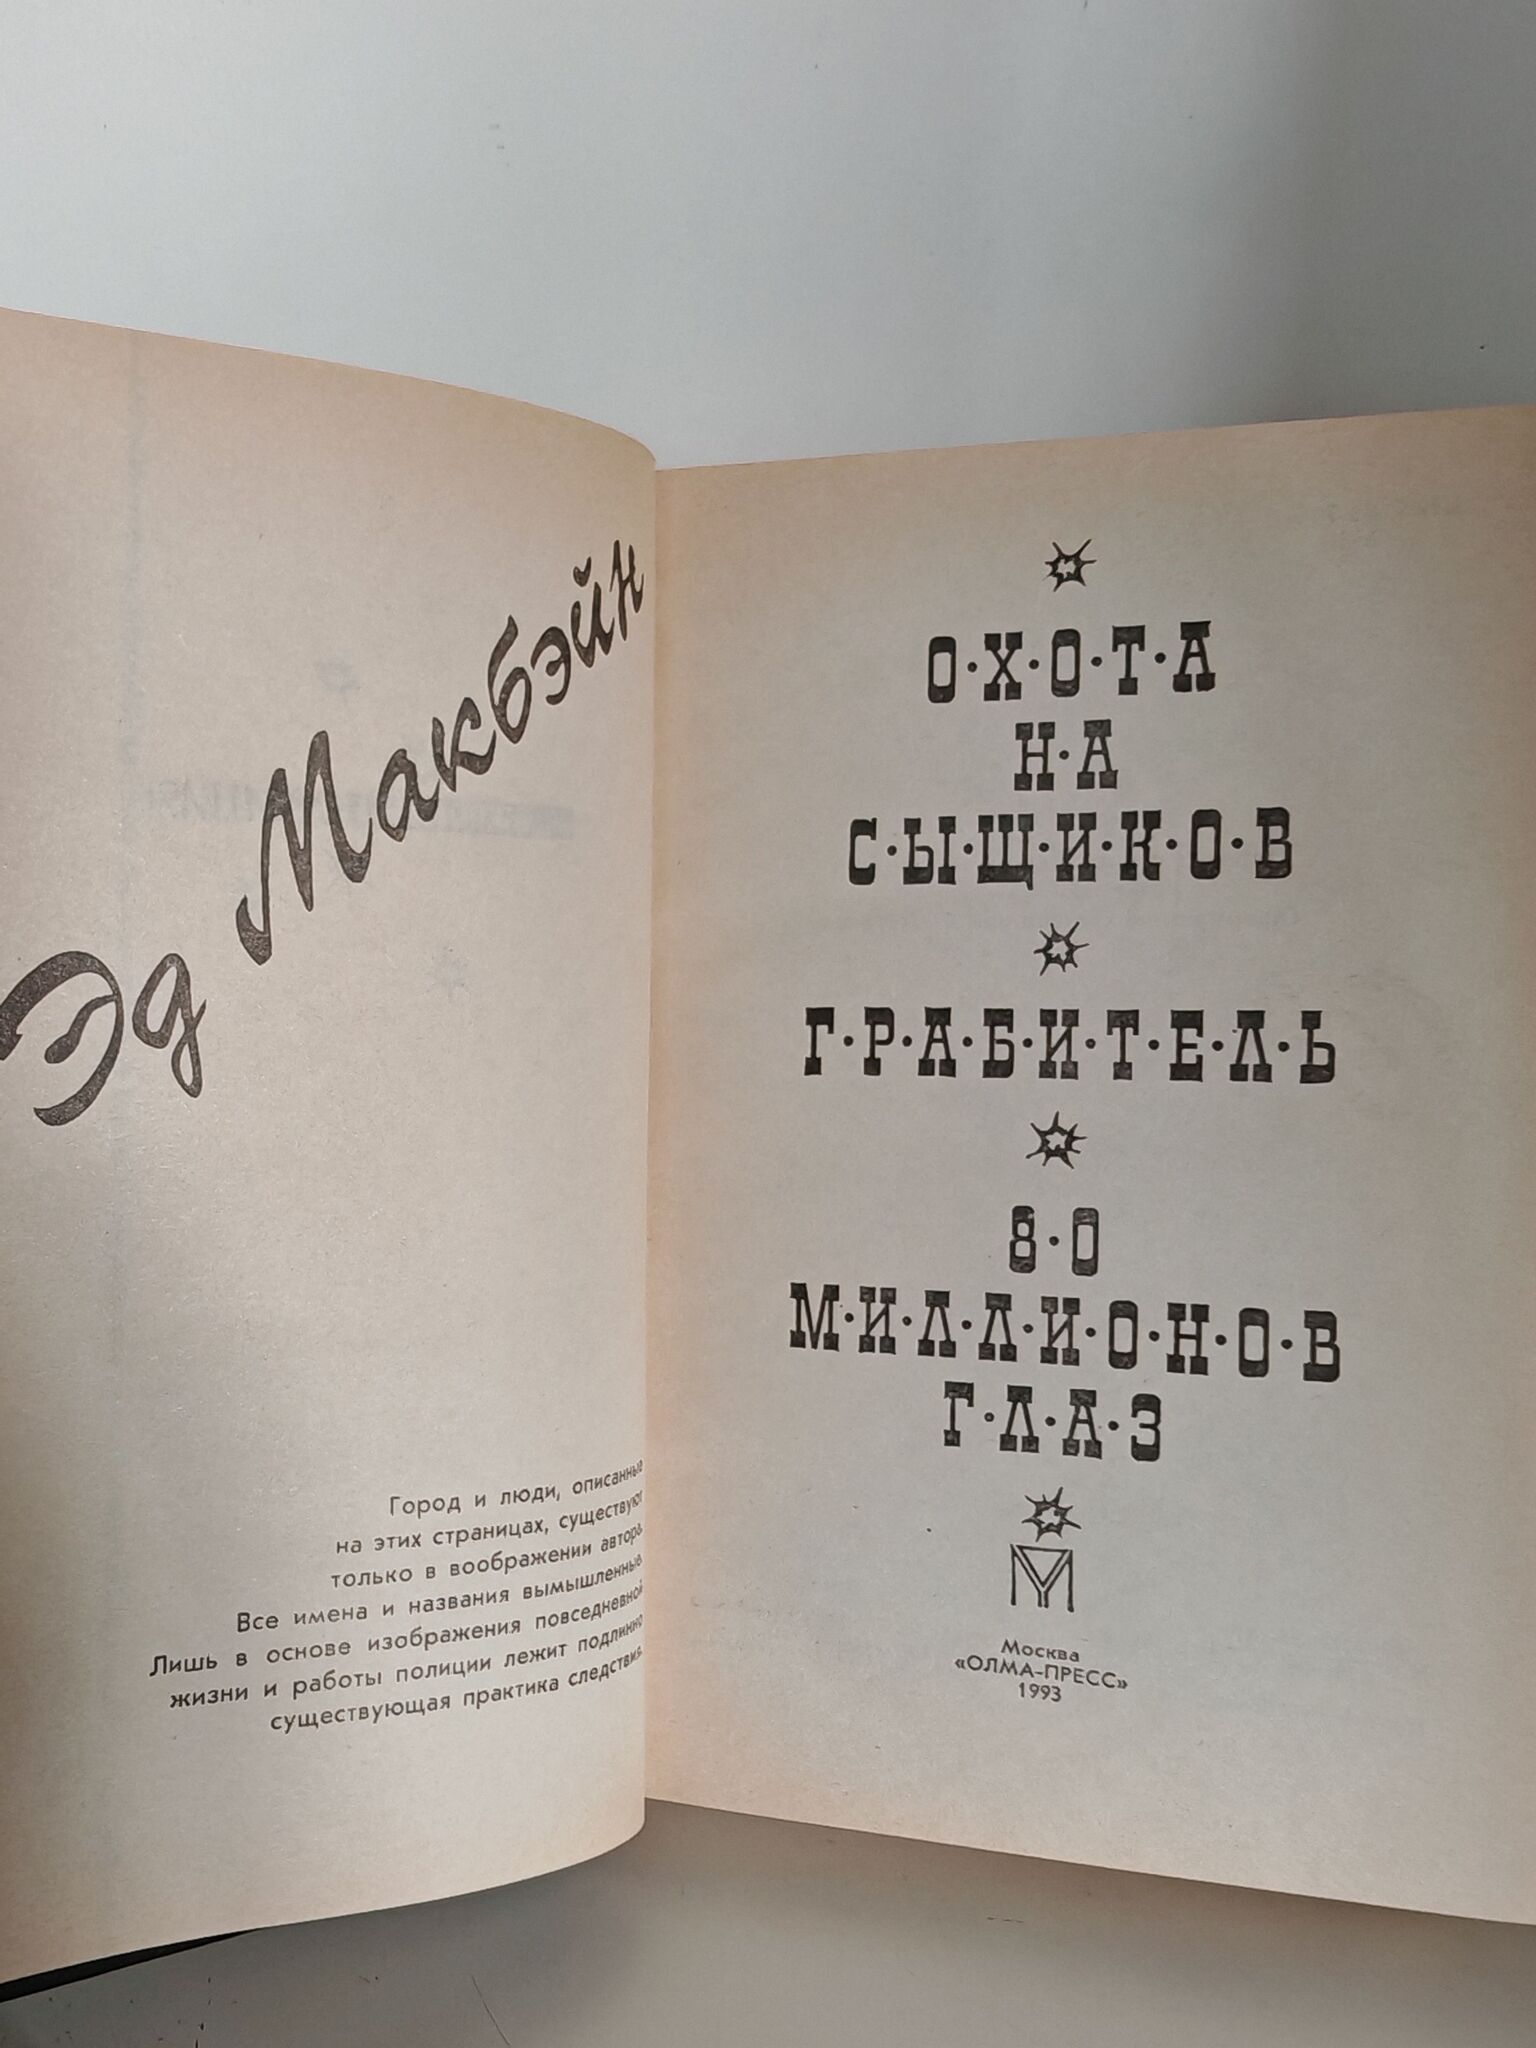 Эд Макбэйн
Город и люди, описанные
на этих страницах, существуют
только в воображении автора.
Все имена и названия вымышленные.
Лишь в основе изображения повседневной
жизни и работы полиции лежит подлинно
существующая практика следствия.
О·Х·О·Т·А
Н·А
С·Ы·Щ·И·К·О·В
Г·Р·А·Б·И·Т·Е·Л·Ь
8·0
М·И·Л·Л·И·О·Н·О·В
Г·Л·А·З
Москва
«ОЛМА-ПРЕСС»
1993